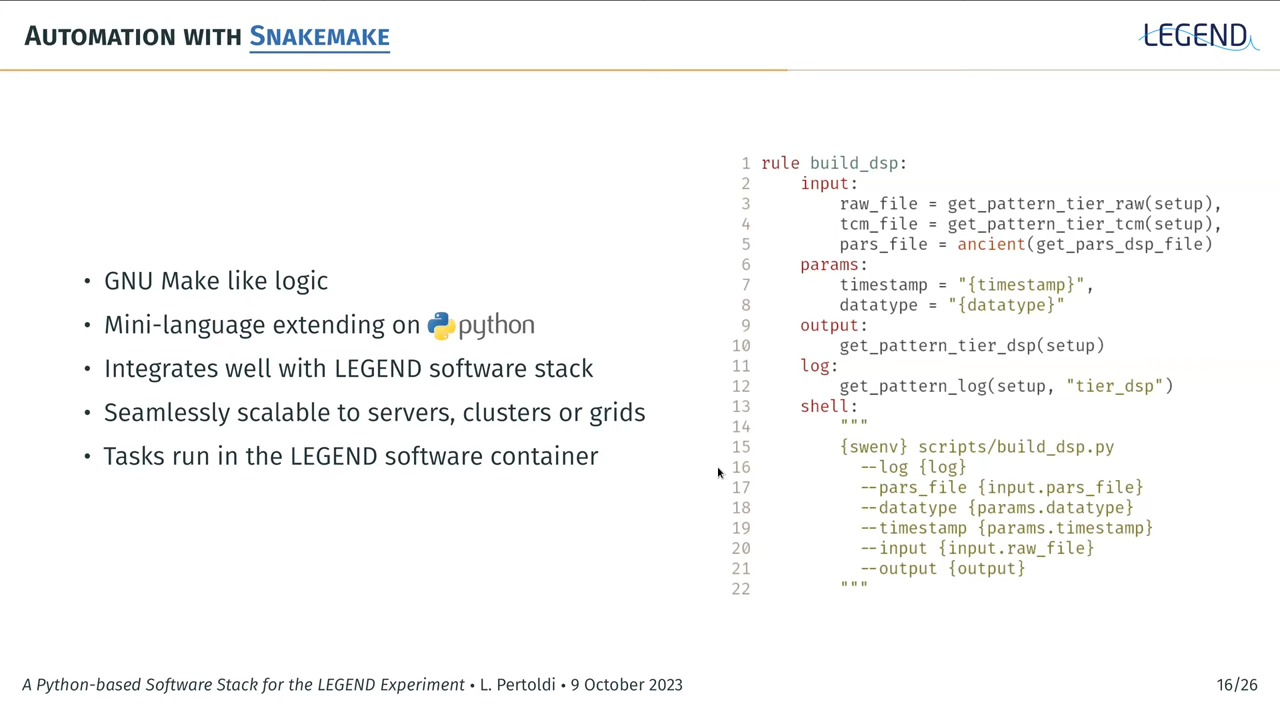 AUTOMATION WITH SNAKEMAKE
LEGEND
• GNU Make like logic
• Mini-language extending on python
• Integrates well with LEGEND software stack
• Seamlessly scalable to servers, clusters or grids
• Tasks run in the LEGEND software container
1 rule build_dsp:
2     input:
3         raw_file = get_pattern_tier_raw(setup),
4         tcm_file = get_pattern_tier_tcm(setup),
5         pars_file = ancient(get_pars_dsp_file)
6     params:
7         timestamp = "{timestamp}",
8         datatype = "{datatype}"
9     output:
10         get_pattern_tier_dsp(setup)
11     log:
12         get_pattern_log(setup, "tier_dsp")
13     shell:
14         """
15         {swenv} scripts/build_dsp.py
16           --log {log}
17           --pars_file {input.pars_file}
18           --datatype {params.datatype}
19           --timestamp {params.timestamp}
20           --input {input.raw_file}
21           --output {output}
22         """
A Python-based Software Stack for the LEGEND Experiment • L. Pertoldi • 9 October 2023
16/26